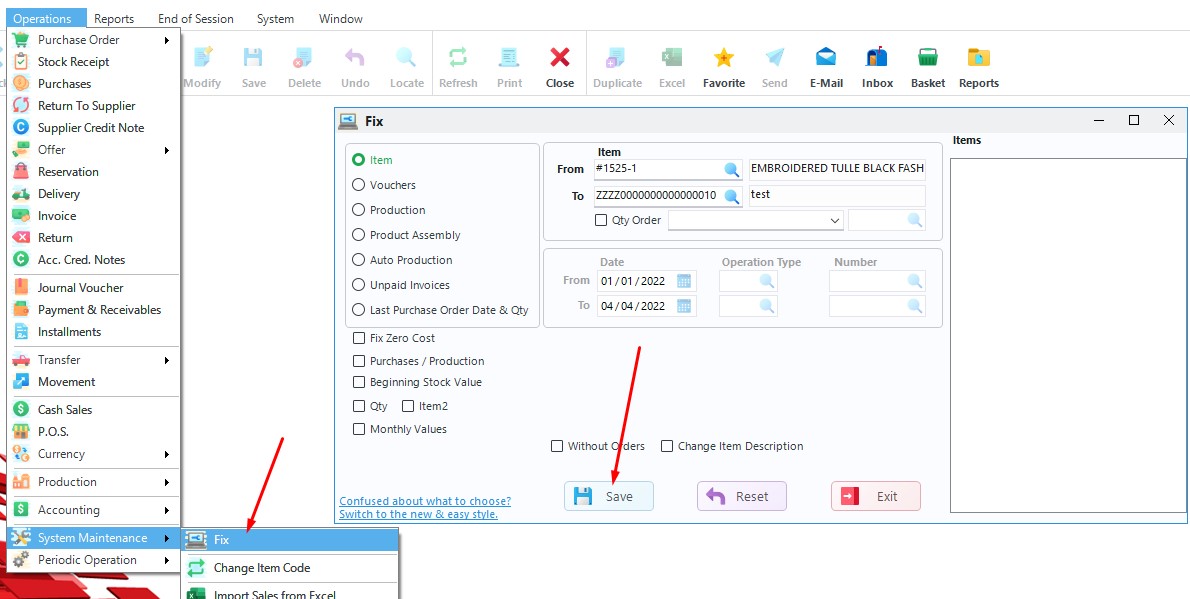 Operations Reports End of Session System Window
Modify Save Delete Undo Locate Refresh Print Close Duplicate Excel Favorite Send E-Mail Inbox Basket Reports
Purchase Order
Stock Receipt
Purchases
Return To Supplier
Supplier Credit Note
Offer
Reservation
Delivery
Invoice
Return
Acc. Cred. Notes
Journal Voucher
Payment & Receivables
Installments
Transfer
Movement
Cash Sales
P.O.S.
Currency
Production
Accounting
System Maintenance
Periodic Operation
Fix
Change Item Code
Import Sales from Excel
Fix
Item
Vouchers
Production
Product Assembly
Auto Production
Unpaid Invoices
Last Purchase Order Date & Qty
Fix Zero Cost
Purchases / Production
Beginning Stock Value
Qty Item2
Monthly Values
Item
From #1525-1 EMBROIDERED TULLE BLACK FASH
To ZZZZ0000000000000010 test
Qty Order
Date Operation Type Number
From 01/01/2022
To 04/04/2022
Without Orders Change Item Description
Confused about what to choose?
Switch to the new & easy style.
Save Reset Exit
Items